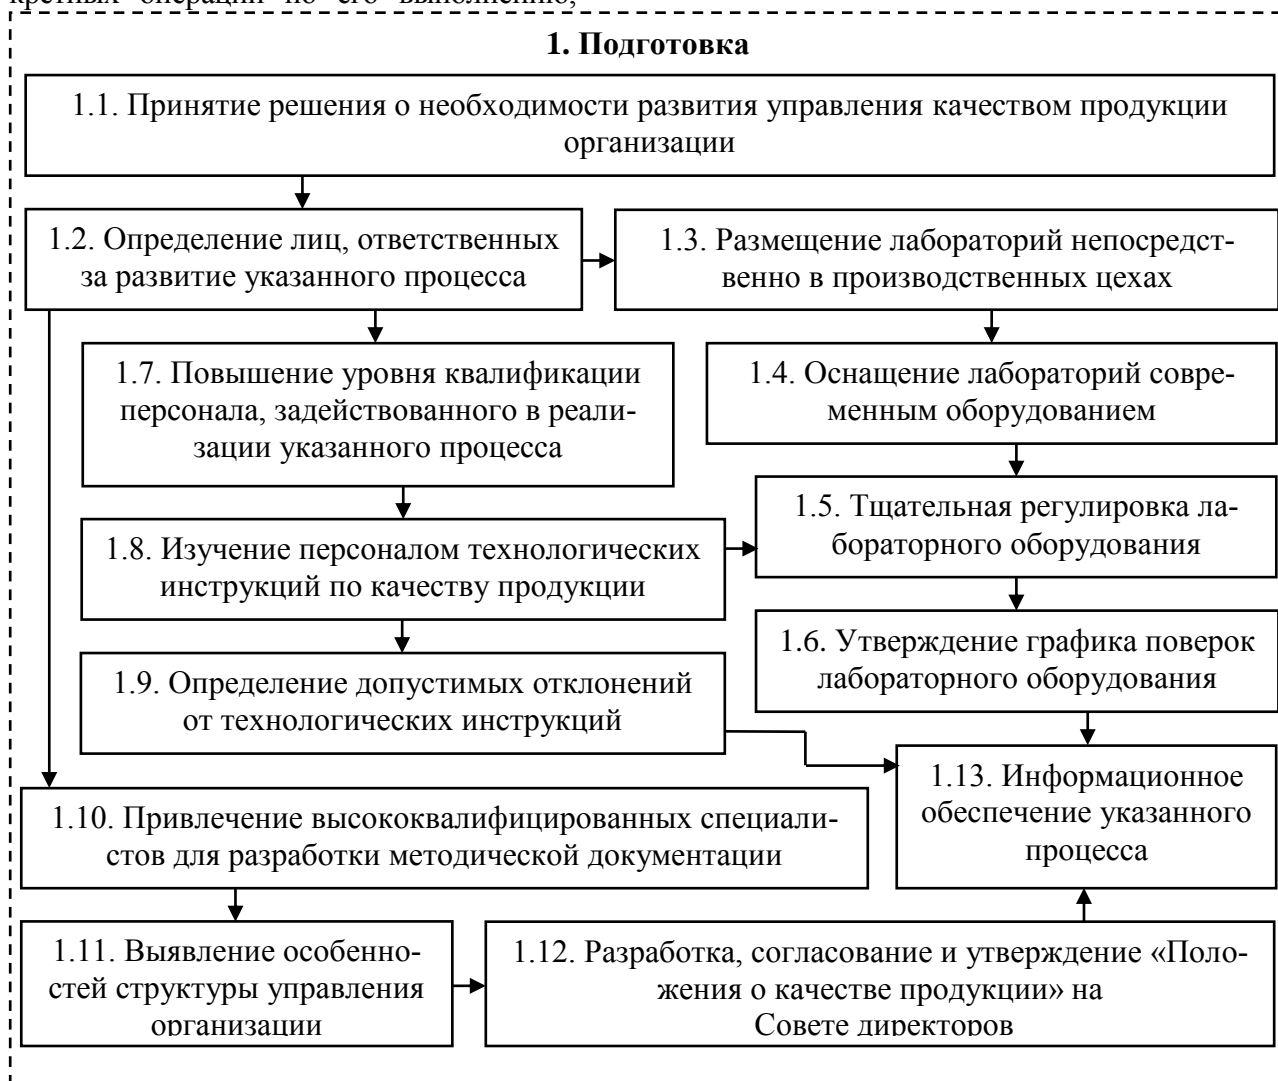 кретных операций по его выполнению;
1. Подготовка
1.1. Принятие решения о необходимости развития управления качеством продукции
организации
1.2. Определение лиц, ответственных
за развитие указанного процесса
1.3. Размещение лабораторий непосредст-
венно в производственных цехах
1.7. Повышение уровня квалификации
персонала, задействованного в реали-
зации указанного процесса
1.4. Оснащение лабораторий совре-
менным оборудованием
1.8. Изучение персоналом технологических
инструкций по качеству продукции
1.5. Тщательная регулировка ла-
бораторного оборудования
1.9. Определение допустимых отклонений
от технологических инструкций
1.6. Утверждение графика поверок
лабораторного оборудования
1.13. Информационное
обеспечение указанного
процесса
1.10. Привлечение высококвалифицированных специали-
стов для разработки методической документации
1.11. Выявление особенно-
стей структуры управления
организации
1.12. Разработка, согласование и утверждение «Поло-
жения о качестве продукции» на
Совете директоров